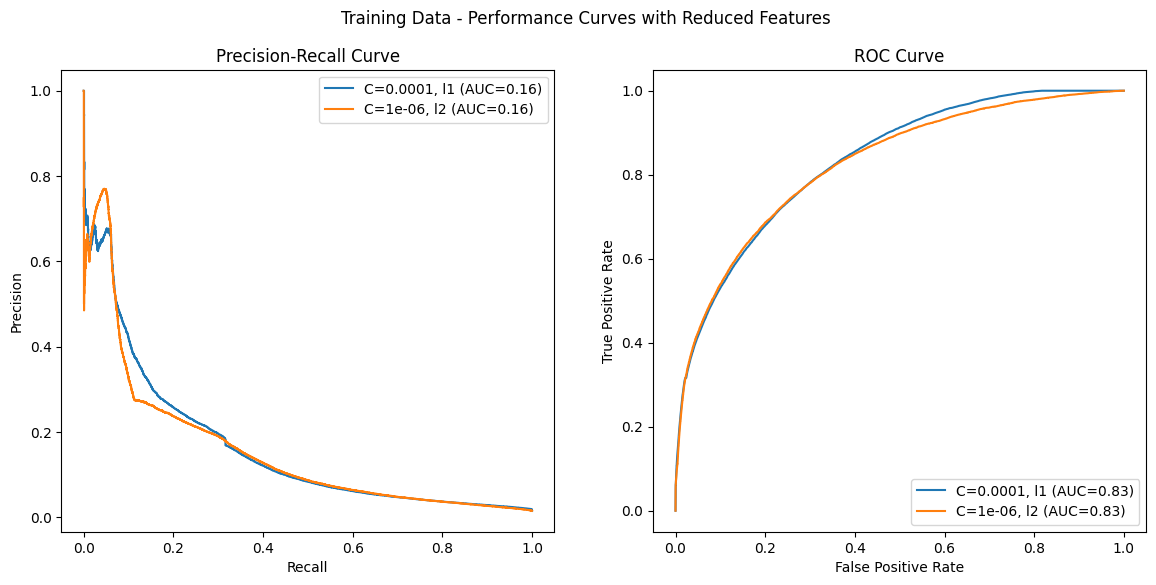 Training Data - Performance Curves with Reduced Features
Precision-Recall Curve
C=0.0001, l1 (AUC=0.16)
C=1e-06, l2 (AUC=0.16)
1.0
0.8
0.6
0.4
0.2
0.0
Precision
0.0 0.2 0.4 0.6 0.8 1.0
Recall
ROC Curve
1.0
0.8
0.6
0.4
0.2
0.0
True Positive Rate
C=0.0001, l1 (AUC=0.83)
C=1e-06, l2 (AUC=0.83)
0.0 0.2 0.4 0.6 0.8 1.0
False Positive Rate